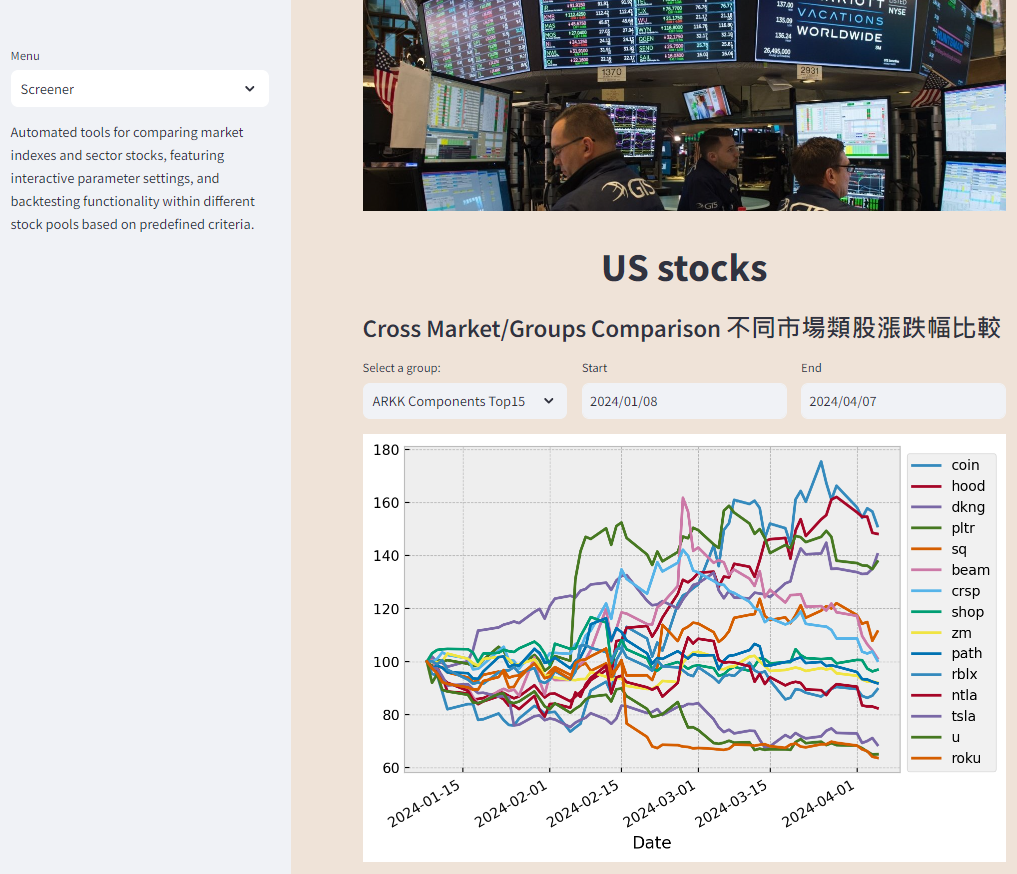 Menu
Screener
Automated tools for comparing market
indexes and sector stocks, featuring
interactive parameter settings, and
backtesting functionality within different
stock pools based on predefined criteria.
VACATIONS
WORLDWIDE
NYSE
1370
2931
GTS
GTS
US stocks
Cross Market/Groups Comparison 不同市場類股漲跌幅比較
Select a group:
Start
End
ARKK Components Top15
2024/01/08
2024/04/07
180
160
140
120
100
80
60
2024-01-15
2024-02-01
2024-02-15
2024-03-01
2024-03-15
2024-04-01
Date
coin
hood
dkng
pltr
sq
beam
crsp
shop
zm
path
rblx
ntla
tsla
u
roku